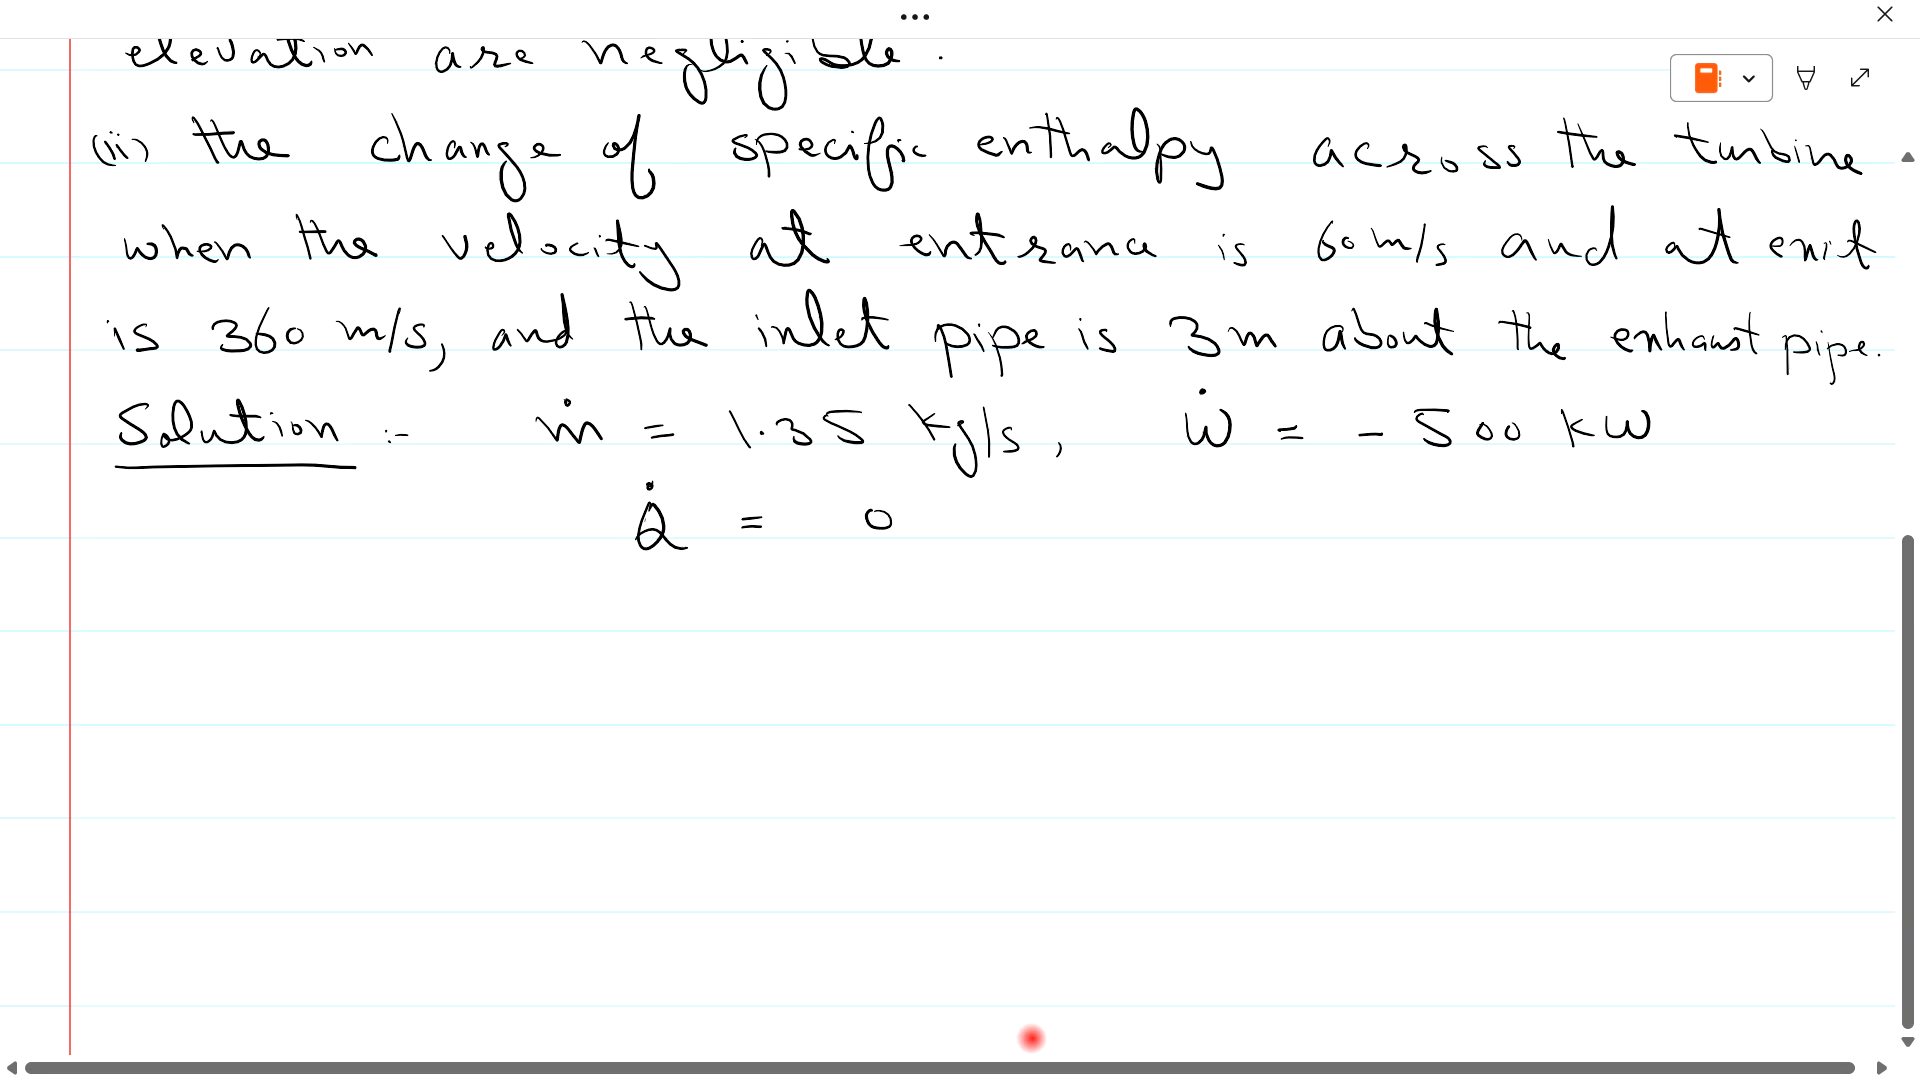 elevation are negligible.
(ii) the change of specific enthalpy across the turbine
when the velocity at entrance is 60 m/s and at exit
is 360 m/s, and the inlet pipe is 3m about the exhaust pipe.
Solution :- ṁ = 1.35 kg/s, Ẇ = - 500 kW
Q̇ = 0